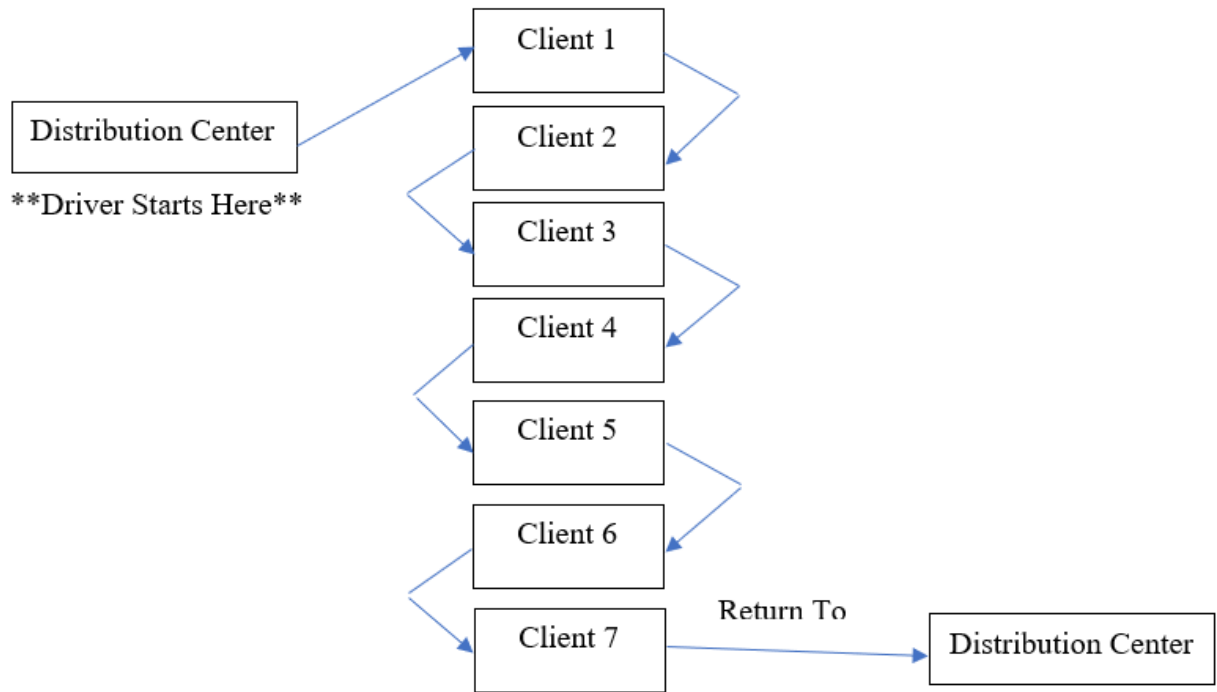 Client 1
Distribution Center
**Driver Starts Here**
Client 2
Client 3
Client 4
Client 5
Client 6
Client 7
Return To
Distribution Center